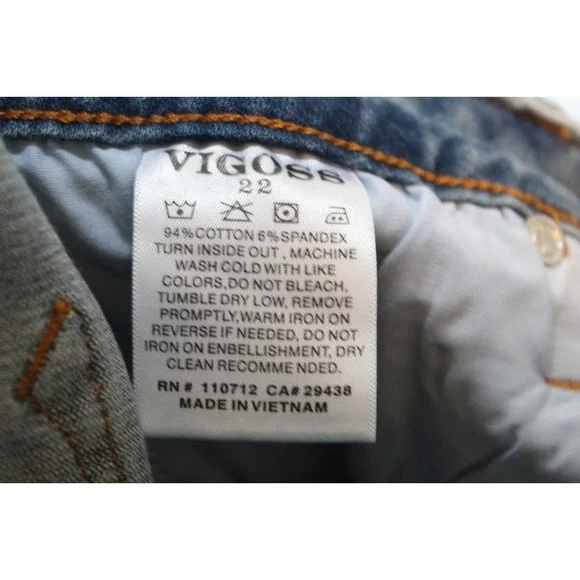 VIGOSS
22
94%COTTON 6%SPANDEX
TURN INSIDE OUT, MACHINE
WASH COLD WITH LIKE
COLORS,DO NOT BLEACH,
TUMBLE DRY LOW, REMOVE
PROMPTLY,WARM IRON ON
REVERSE IF NEEDED, DO NOT
IRON ON ENBELLISHMENT, DRY
CLEAN RECOMME NDED.
RN# 110712 CA# 29438
MADE IN VIETNAM